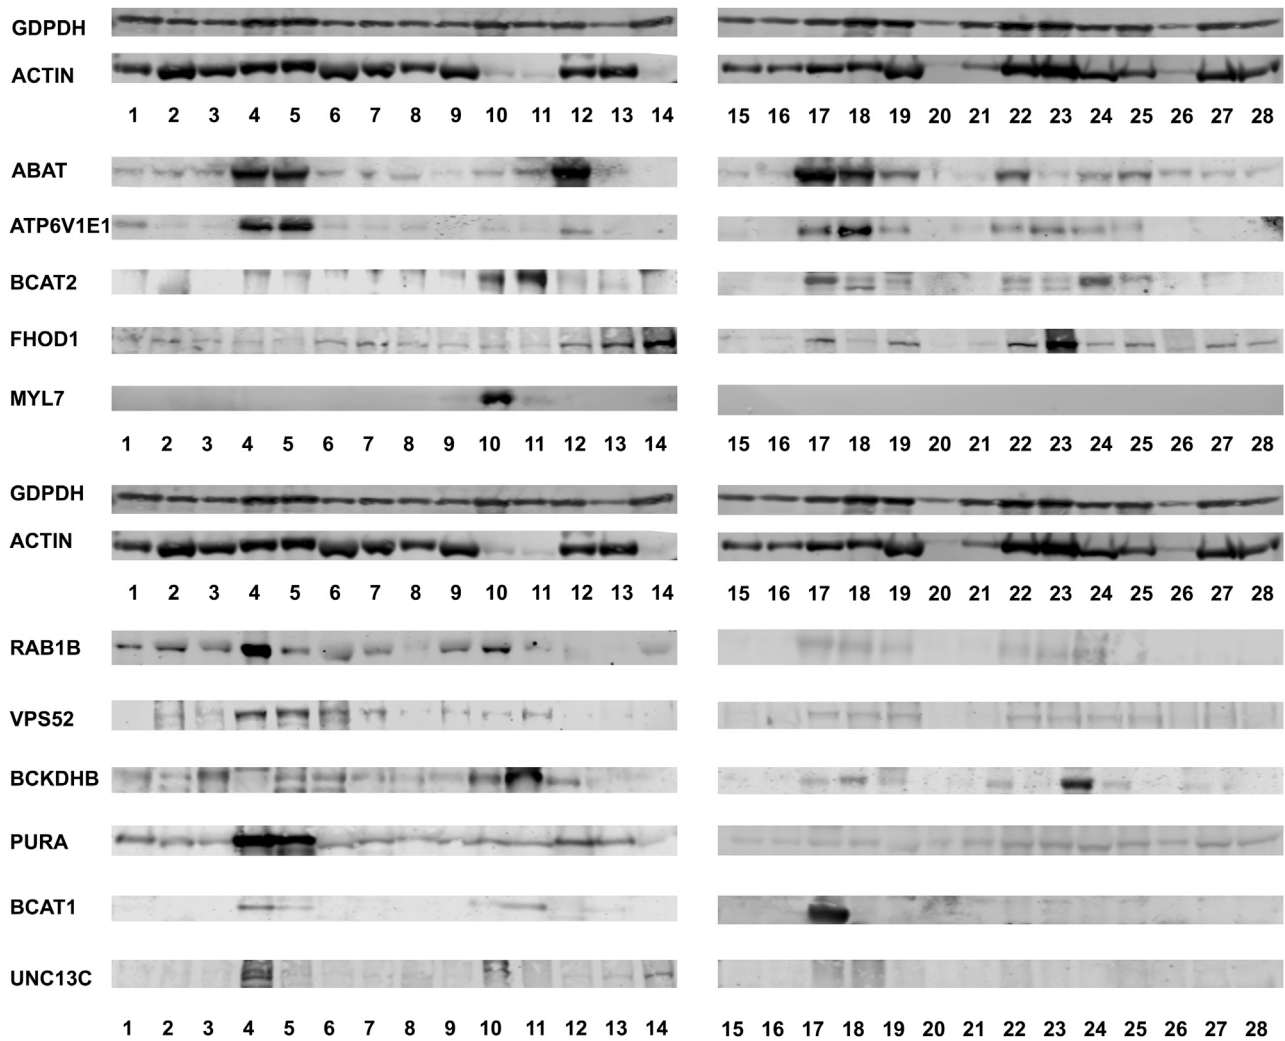 GDPDH
ACTIN
1 2 3 4 5 6 7 8 9 10 11 12 13 14 15 16 17 18 19 20 21 22 23 24 25 26 27 28
ABAT
ATP6V1E1
BCAT2
FHOD1
MYL7
1 2 3 4 5 6 7 8 9 10 11 12 13 14 15 16 17 18 19 20 21 22 23 24 25 26 27 28
GDPDH
ACTIN
1 2 3 4 5 6 7 8 9 10 11 12 13 14 15 16 17 18 19 20 21 22 23 24 25 26 27 28
RAB1B
VPS52
BCKDHB
PURA
BCAT1
UNC13C
1 2 3 4 5 6 7 8 9 10 11 12 13 14 15 16 17 18 19 20 21 22 23 24 25 26 27 28